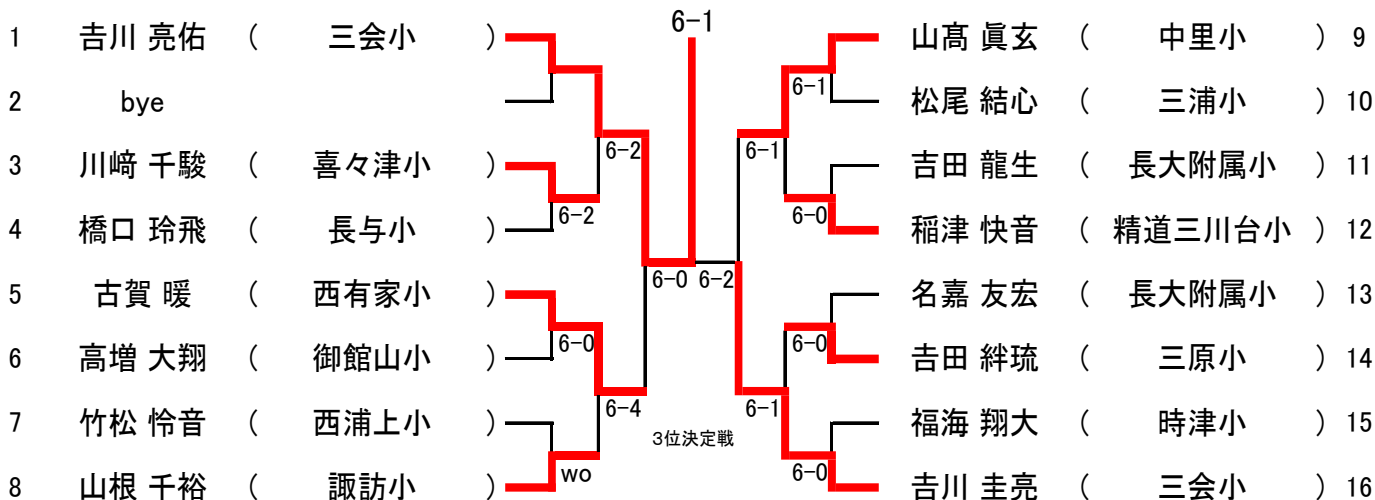 6-1
1 𠮷川 亮佑 ( 三会小 ) 山髙 眞玄 ( 中里小 ) 9
6-1
2 bye 松尾 結心 ( 三浦小 ) 10
6-2 6-1
3 川﨑 千駿 ( 喜々津小 ) 吉田 龍生 ( 長大附属小 ) 11
6-2 6-0
4 橋口 玲飛 ( 長与小 ) 稲津 快音 ( 精道三川台小 ) 12
6-0 6-2
5 古賀 暖 ( 西有家小 ) 名嘉 友宏 ( 長大附属小 ) 13
6-0 6-0
6 高増 大翔 ( 御館山小 ) 𠮷田 絆琉 ( 三原小 ) 14
6-4 6-1
7 竹松 怜音 ( 西浦上小 ) 3位決定戦 福海 翔大 ( 時津小 ) 15
wo 6-0
8 山根 千裕 ( 諏訪小 ) 𠮷川 圭亮 ( 三会小 ) 16